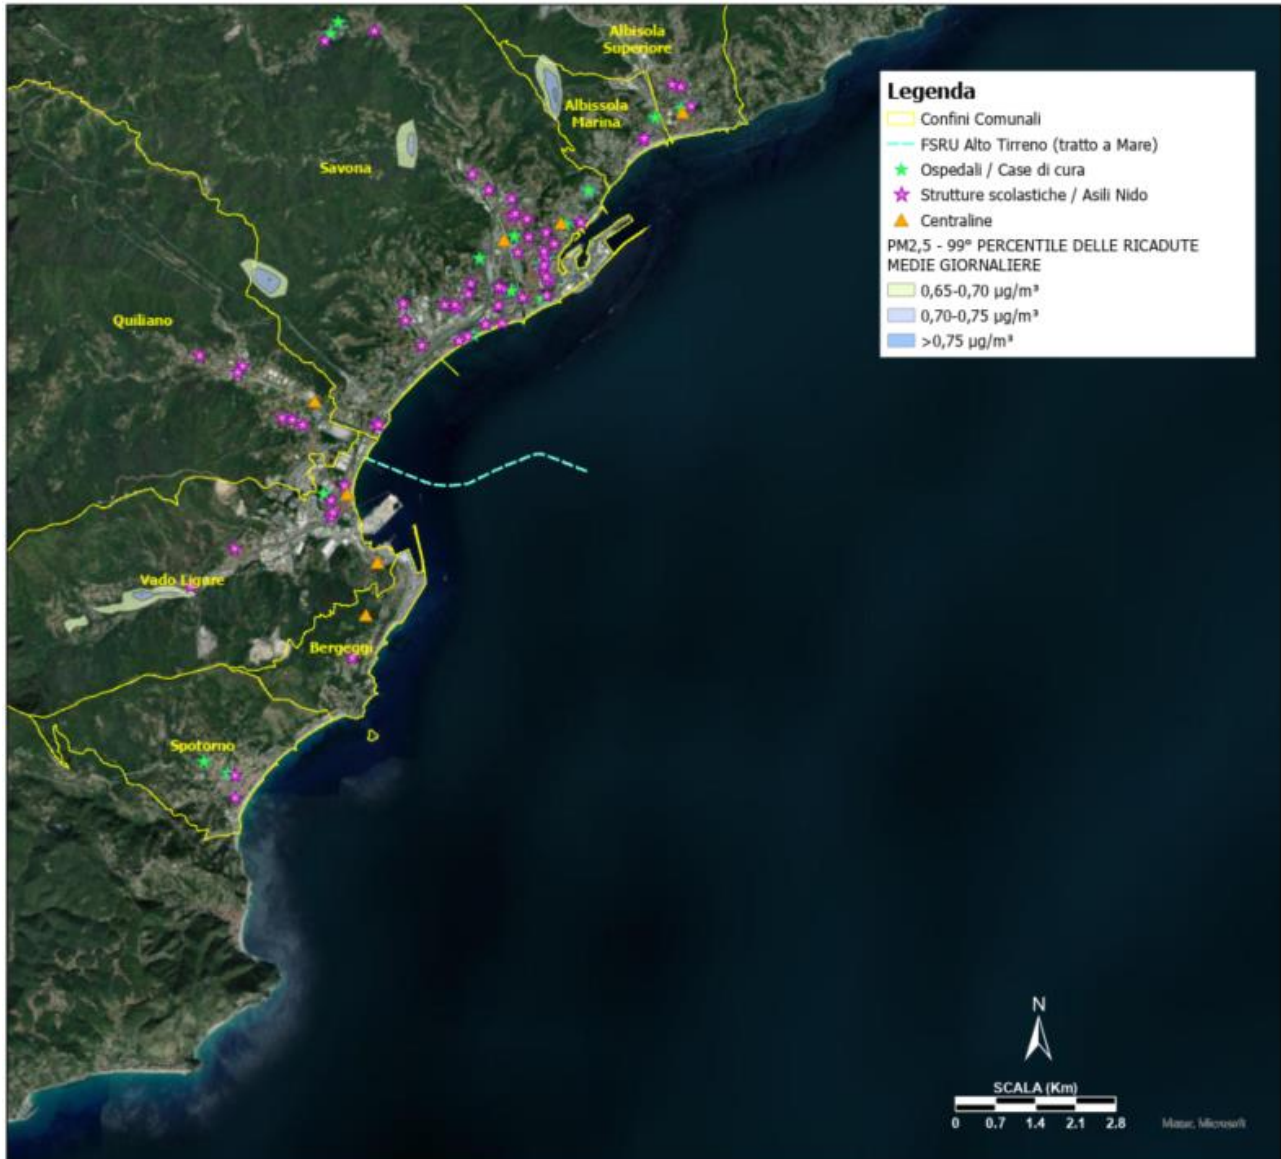 Albisola
Superiore
Albissola
Marina
Savona
Quiliano
Vado Ligure
Bergeggi
Spotorno
Legenda
Confini Comunali
FSRU Alto Tirreno (tratto a Mare)
Ospedali / Case di cura
Strutture scolastiche / Asili Nido
Centraline
PM2,5 - 99° PERCENTILE DELLE RICADUTE
MEDIE GIORNALIERE
0,65-0,70 µg/m³
0,70-0,75 µg/m³
>0,75 µg/m³
N
SCALA (Km)
0 0.7 1.4 2.1 2.8
Maxar, Microsoft